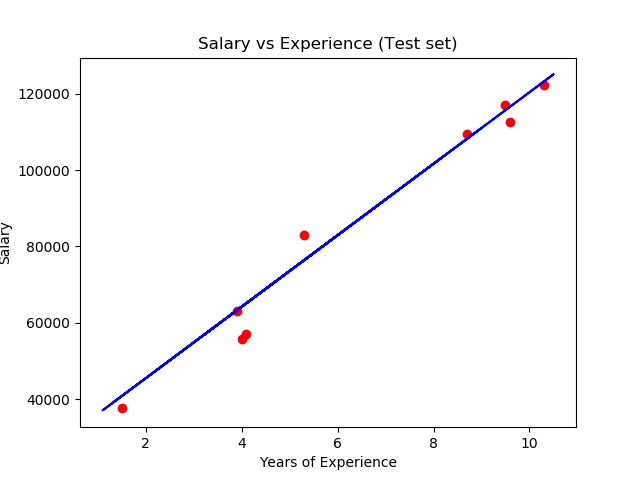 Salary vs Experience (Test set)
120000
100000
80000
60000
40000
Salary
2 4 6 8 10
Years of Experience